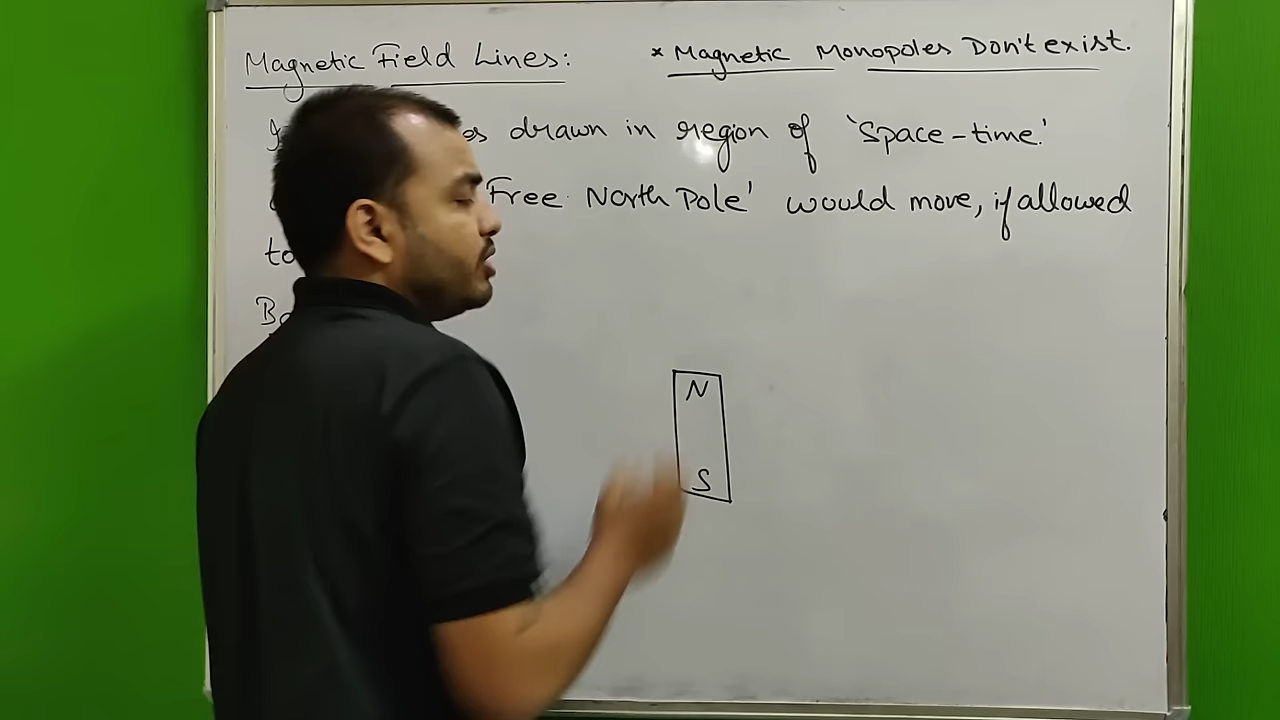 Magnetic Field Lines:
* Magnetic Monopoles Don't exist.
drawn in region of 'Space-time!
Free North Pole' would move, if allowed
to
N
S